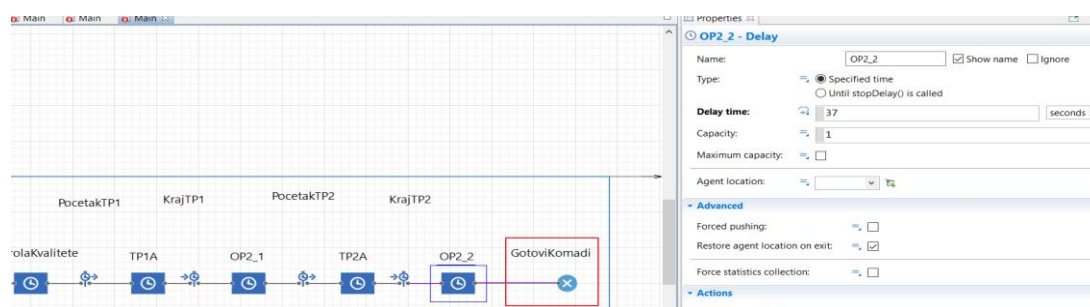 Main Main Main
Properties
OP2_2 - Delay
Name: OP2_2 Show name Ignore
Type: Specified time
Until stopDelay() is called
Delay time: 37 seconds
Capacity: 1
Maximum capacity:
Agent location:
Advanced
Forced pushing:
Restore agent location on exit:
Force statistics collection:
Actions
PocetakTP1 KrajTP1 PocetakTP2 KrajTP2
rolaKvalitete TP1A OP2_1 TP2A OP2_2 GotoviKomadi